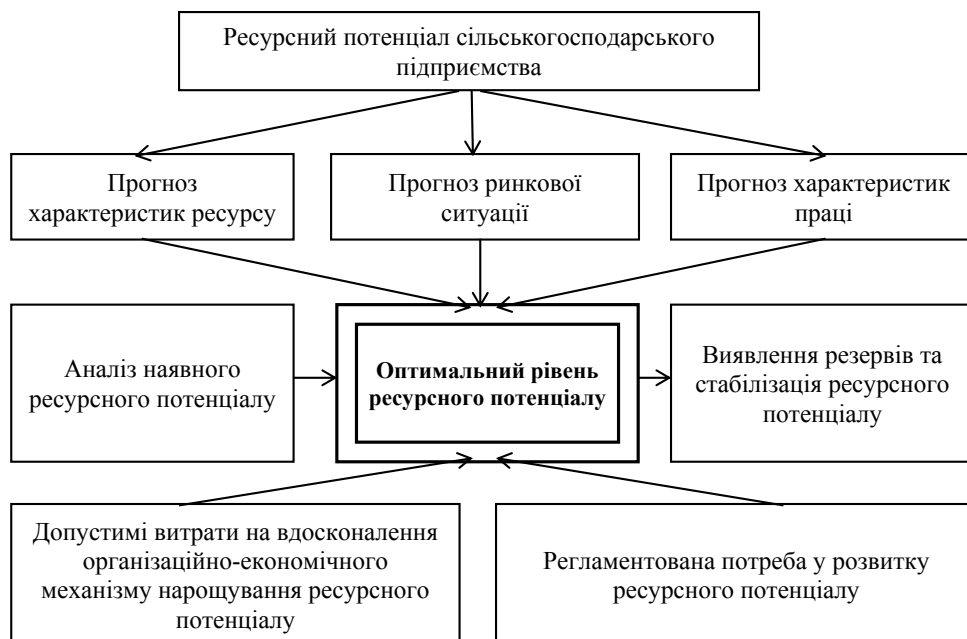 Ресурсний потенціал сільськогосподарського
підприємства
Прогноз
характеристик ресурсу
Прогноз ринкової
ситуації
Прогноз характеристик
праці
Аналіз наявного
ресурсного потенціалу
Оптимальний рівень
ресурсного потенціалу
Виявлення резервів та
стабілізація ресурсного
потенціалу
Допустимі витрати на вдосконалення
організаційно-економічного
механізму нарощування ресурсного
потенціалу
Регламентована потреба у розвитку
ресурсного потенціалу